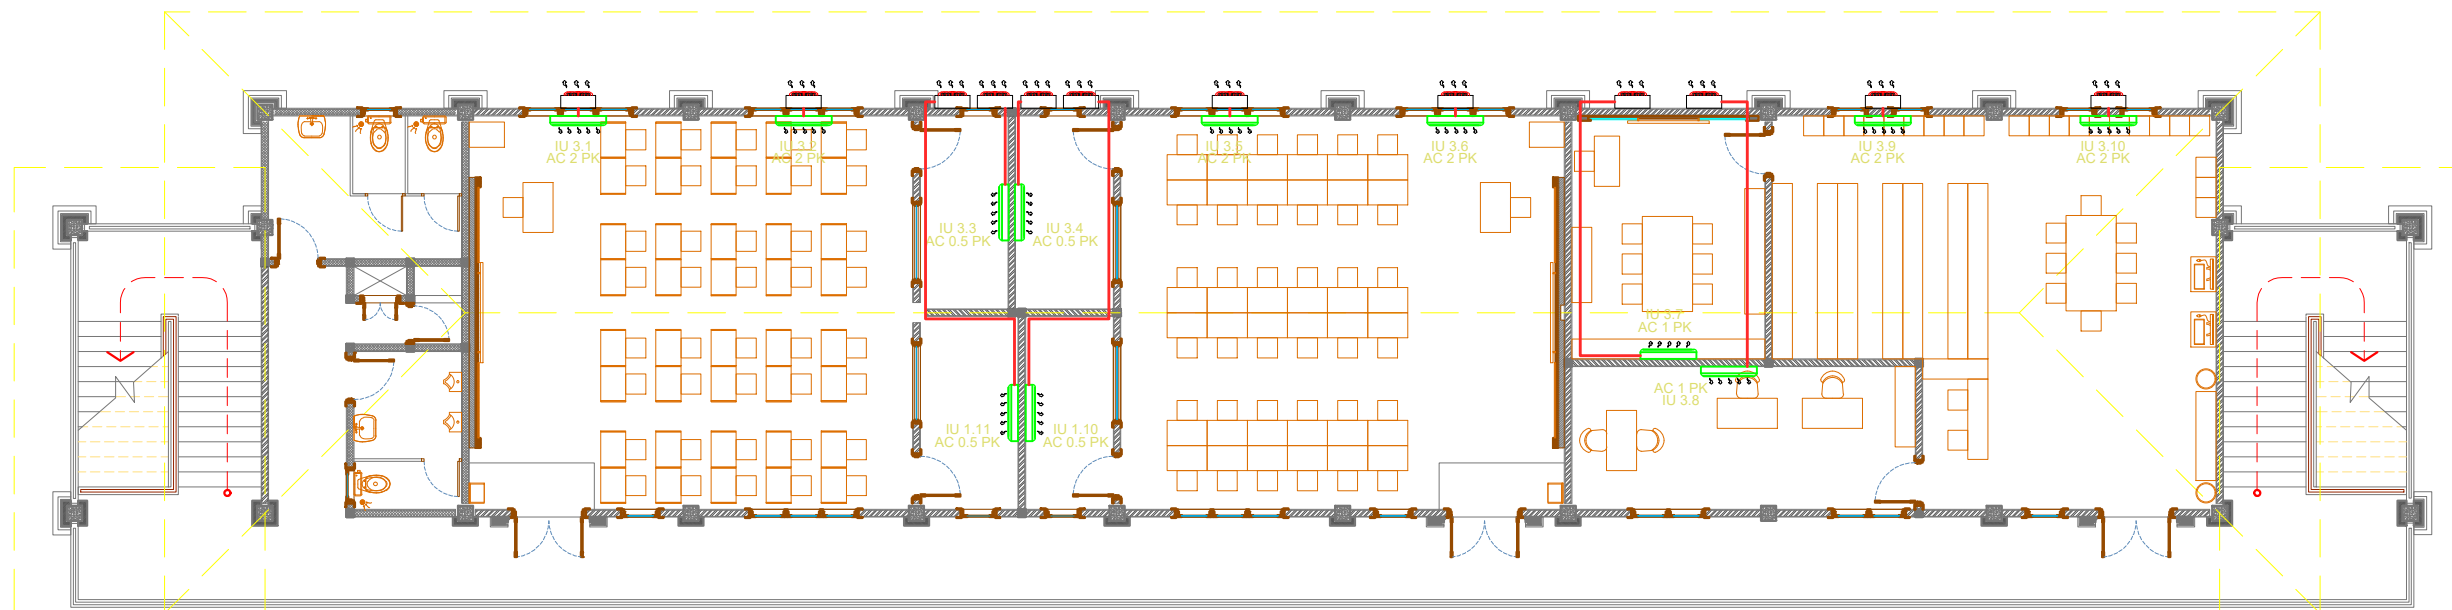 IU 3.1
AC 2 PK
IU 3.2
AC 2 PK
IU 3.3
AC 0.5 PK
IU 3.4
AC 0.5 PK
IU 3.5
AC 2 PK
IU 3.6
AC 2 PK
IU 3.7
AC 1 PK
AC 1 PK
IU 3.8
IU 3.9
AC 2 PK
IU 3.10
AC 2 PK
IU 1.11
AC 0.5 PK
IU 1.10
AC 0.5 PK